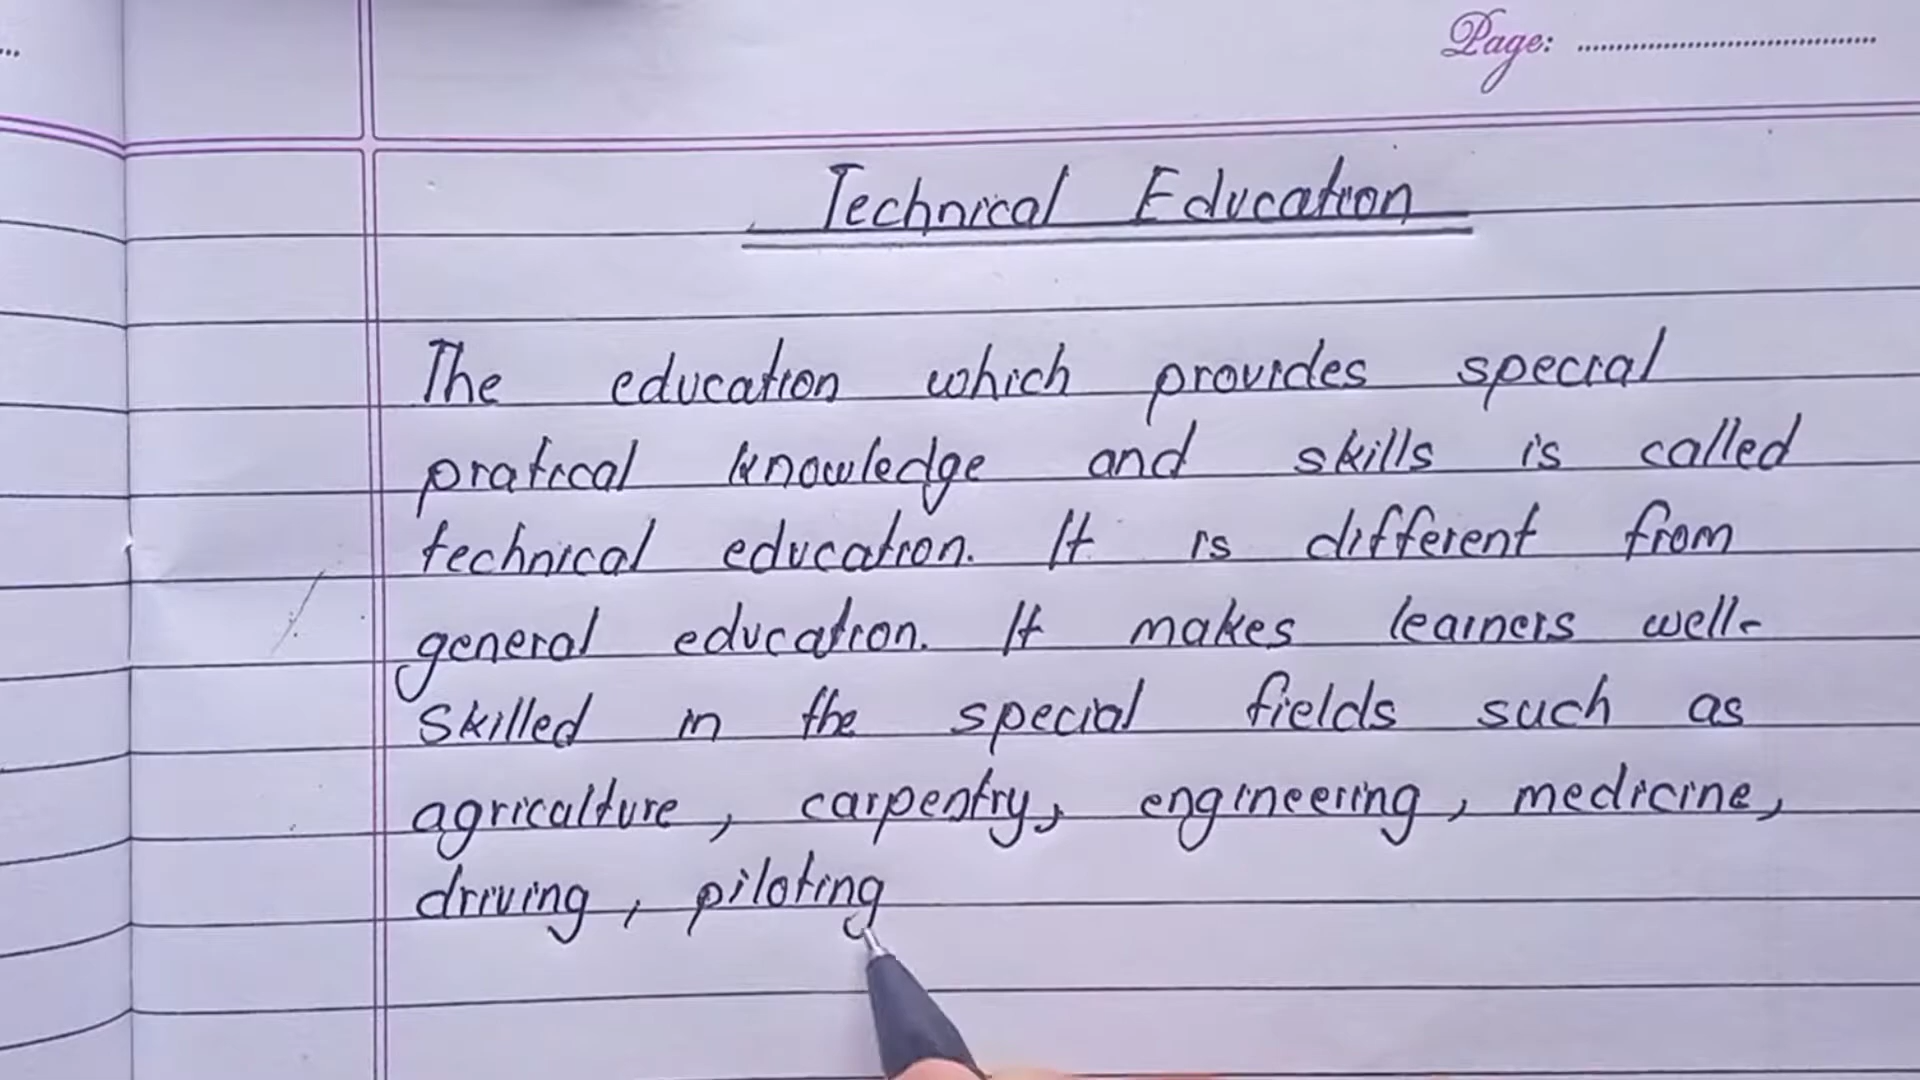 Page: ........................
Technical Education
The education which provides special
pratical knowledge and skills is called
technical education. It is different from
general education. It makes learners well-
skilled in the special fields such as
agricalture, carpentry, engineering, medicine,
driving, piloting